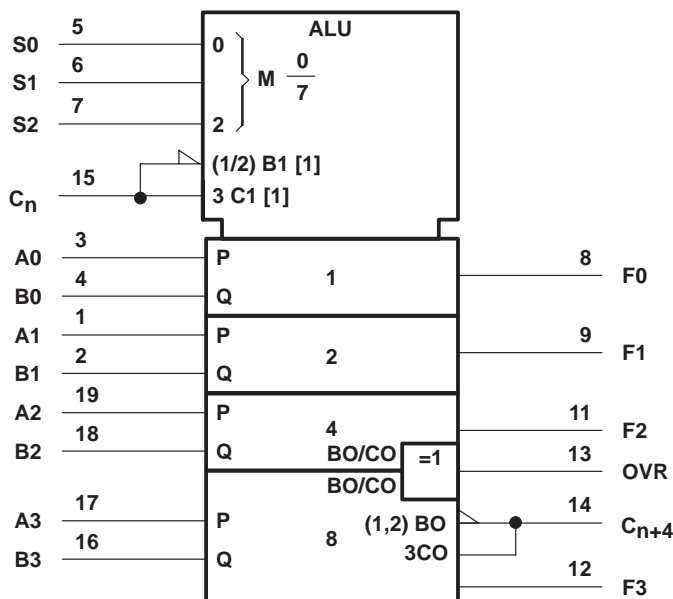 ALU
S0 5 0
S1 6 M 0/7
S2 7 2
(1/2) B1 [1]
Cn 15 3 C1 [1]
A0 3 P
1 8 F0
B0 4 Q
A1 1 P
2 9 F1
B1 2 Q
A2 19 P
4 11 F2
B2 18 Q BO/CO =1 13 OVR
BO/CO
A3 17 P (1,2) BO 14 Cn+4
8
B3 16 Q 3CO
12 F3